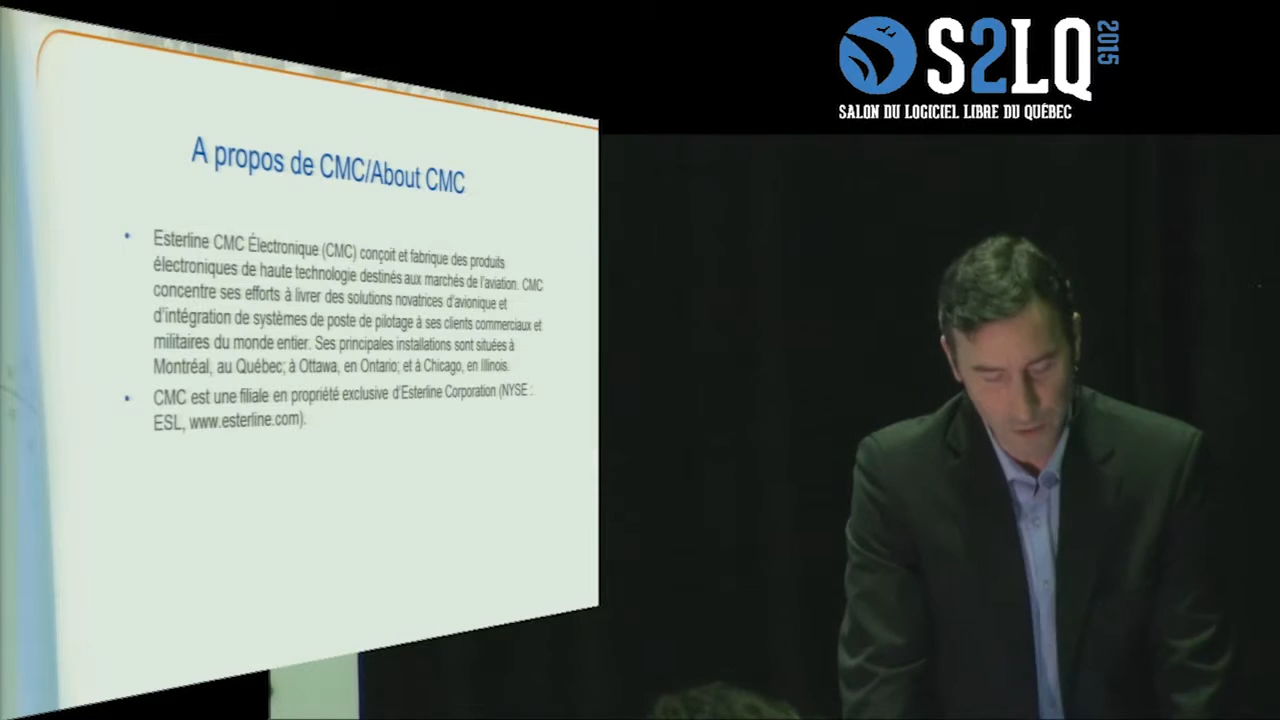 A propos de CMC/About CMC
• Esterline CMC Électronique (CMC) conçoit et fabrique des produits
électroniques de haute technologie destinés aux marchés de l'aviation. CMC
concentre ses efforts à livrer des solutions novatrices d'avionique et
d'intégration de systèmes de poste de pilotage à ses clients commerciaux et
militaires du monde entier. Ses principales installations sont situées à
Montréal, au Québec; à Ottawa, en Ontario; et à Chicago, en Illinois.
• CMC est une filiale en propriété exclusive d'Esterline Corporation (NYSE :
ESL, www.esterline.com).
S2LQ 2015
SALON DU LOGICIEL LIBRE DU QUÉBEC